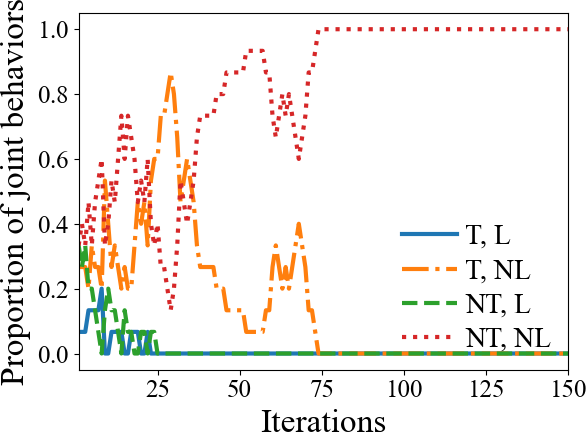 Proportion of joint behaviors
1.0
0.8
0.6
0.4
0.2
0.0
T, L
T, NL
NT, L
NT, NL
25
50
75
100
125
150
Iterations